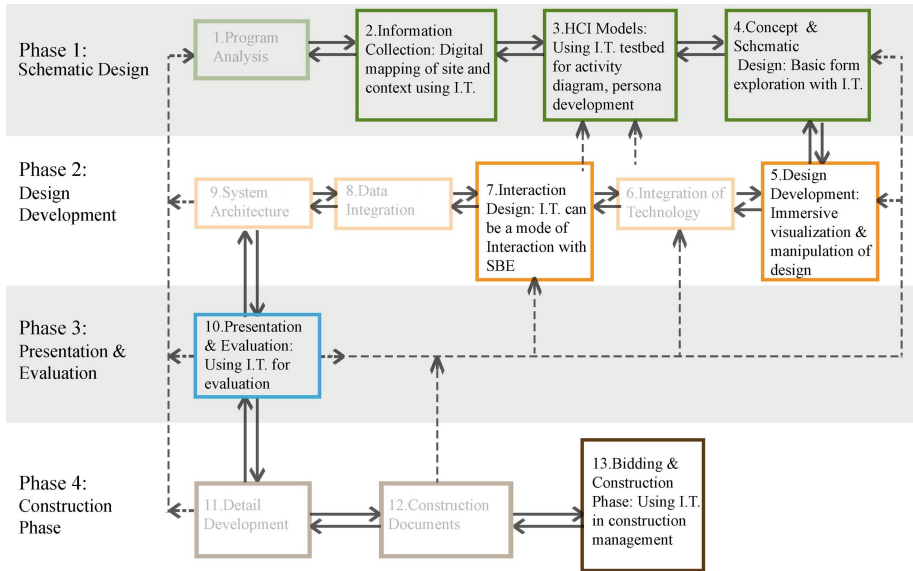 Phase 1:
Schematic Design
1.Program
Analysis
2.Information
Collection: Digital
mapping of site and
context using I.T.
3.HCI Models:
Using I.T. testbed
for activity
diagram, persona
development
4.Concept &
Schcmatic
Design: Basic form
exploration with I.T.
Phase 2:
Design
Development
9.System
Architecture
8.Data
Integration
7.Interaction
Design: I.T. can
be a mode of
Interaction with
SBE
6.Integration of
Technology
5.Design
Development:
Immersive
visualization &
manipulation of
design
Phase 3:
Presentation &
Evaluation
10.Presentation
& Evaluation:
Using I.T. for
evaluation
Phase 4:
Construction
Phase
11.Detail
Development
12.Construction
Documents
13.Bidding &
Construction
Phase: Using I.T.
in construction
management